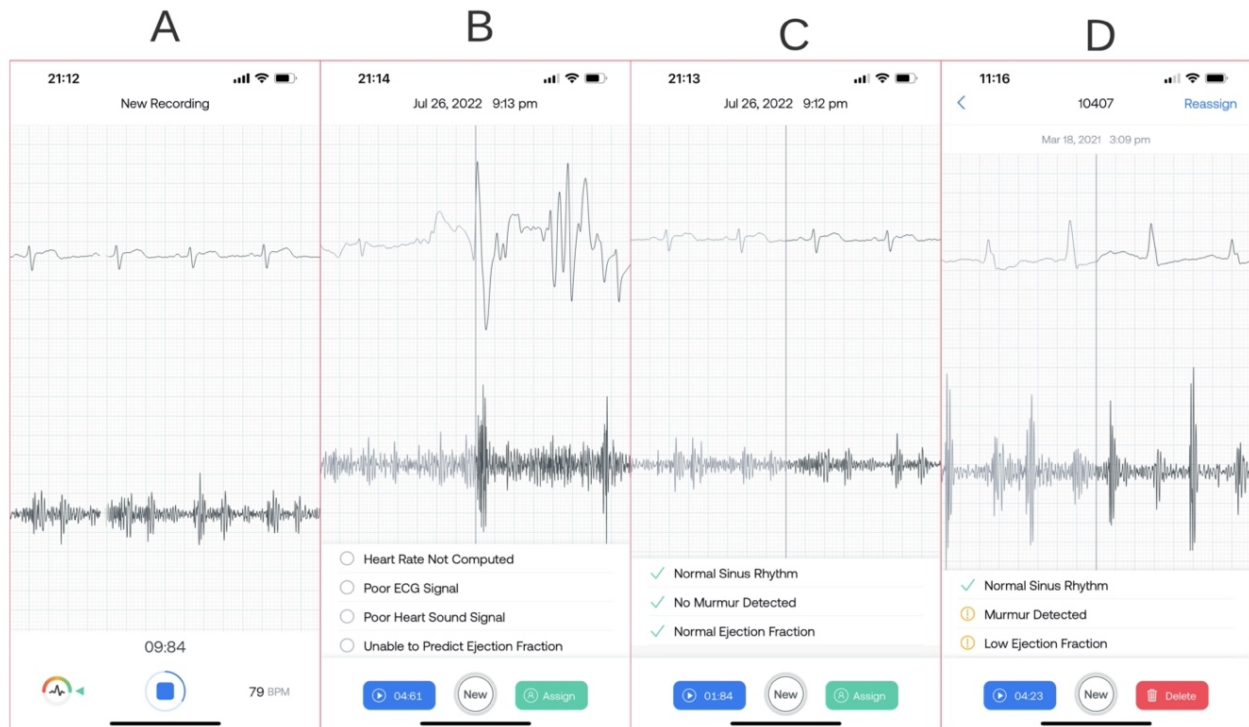 A
B
C
D
21:12
New Recording
09:84
79 BPM
21:14
Jul 26, 2022 9:13 pm
Heart Rate Not Computed
Poor ECG Signal
Poor Heart Sound Signal
Unable to Predict Ejection Fraction
04:61
New
Assign
21:13
Jul 26, 2022 9:12 pm
Normal Sinus Rhythm
No Murmur Detected
Normal Ejection Fraction
01:84
New
Assign
11:16
10407
Reassign
Mar 18, 2021 3:09 pm
Normal Sinus Rhythm
Murmur Detected
Low Ejection Fraction
04:23
New
Delete